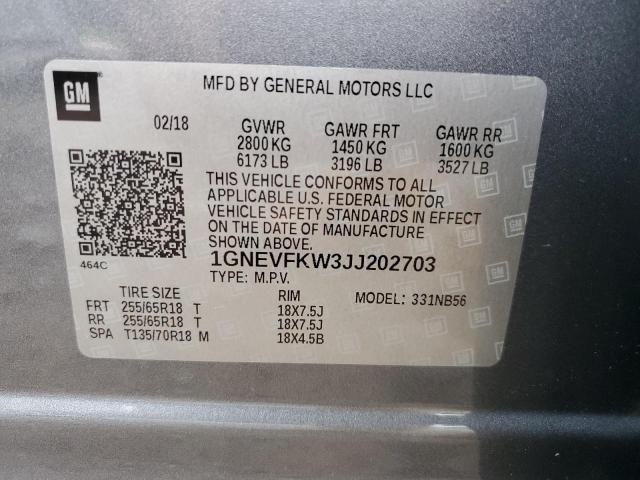 GM
MFD BY GENERAL MOTORS LLC
02/18 GVWR GAWR FRT GAWR RR
2800 KG 1450 KG 1600 KG
6173 LB 3196 LB 3527 LB
THIS VEHICLE CONFORMS TO ALL
APPLICABLE U.S. FEDERAL MOTOR
VEHICLE SAFETY STANDARDS IN EFFECT
ON THE DATE OF MANUFACTURE
SHOWN ABOVE.
464C 1GNEVFKW3JJ202703
TYPE: M.P.V.
TIRE SIZE RIM MODEL: 331NB56
FRT 255/65R18 T 18X7.5J
RR 255/65R18 T 18X7.5J
SPA T135/70R18 M 18X4.5B